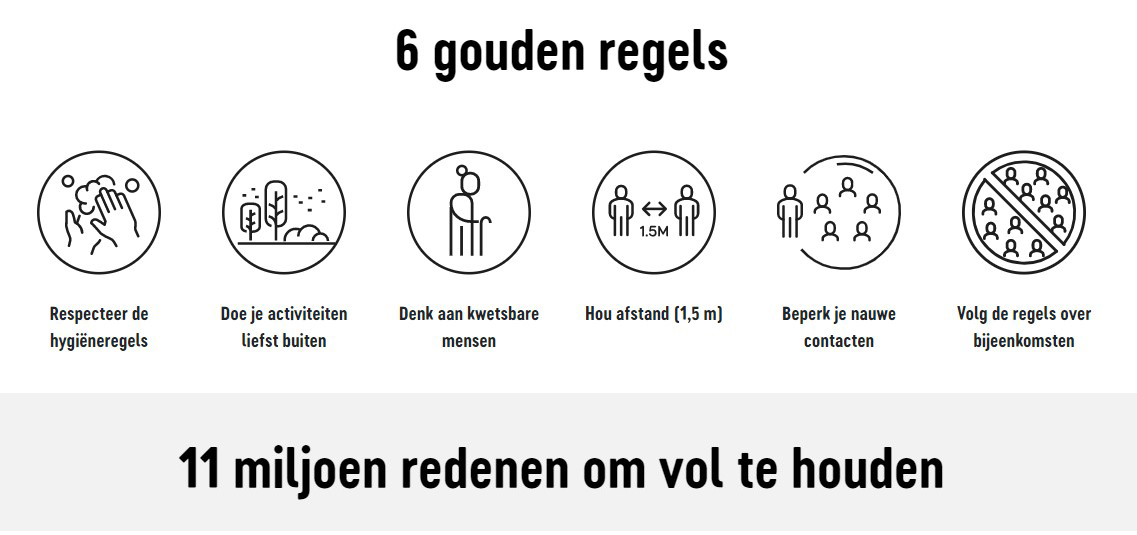 6 gouden regels
1.5M
Respecteer de
hygiëneregels
Doe je activiteiten
liefst buiten
Denk aan kwetsbare
mensen
Hou afstand (1,5 m)
Beperk je nauwe
contacten
Volg de regels over
bijeenkomsten
11 miljoen redenen om vol te houden